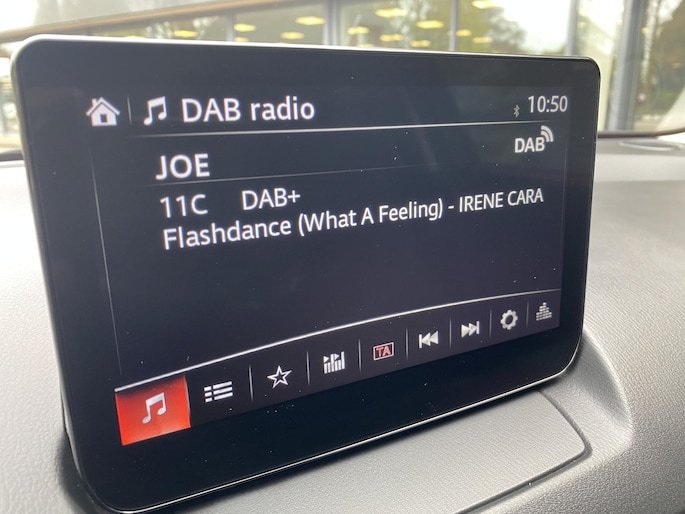 DAB radio 10:50
JOE DAB
11C DAB+
Flashdance (What A Feeling) - IRENE CARA
TA